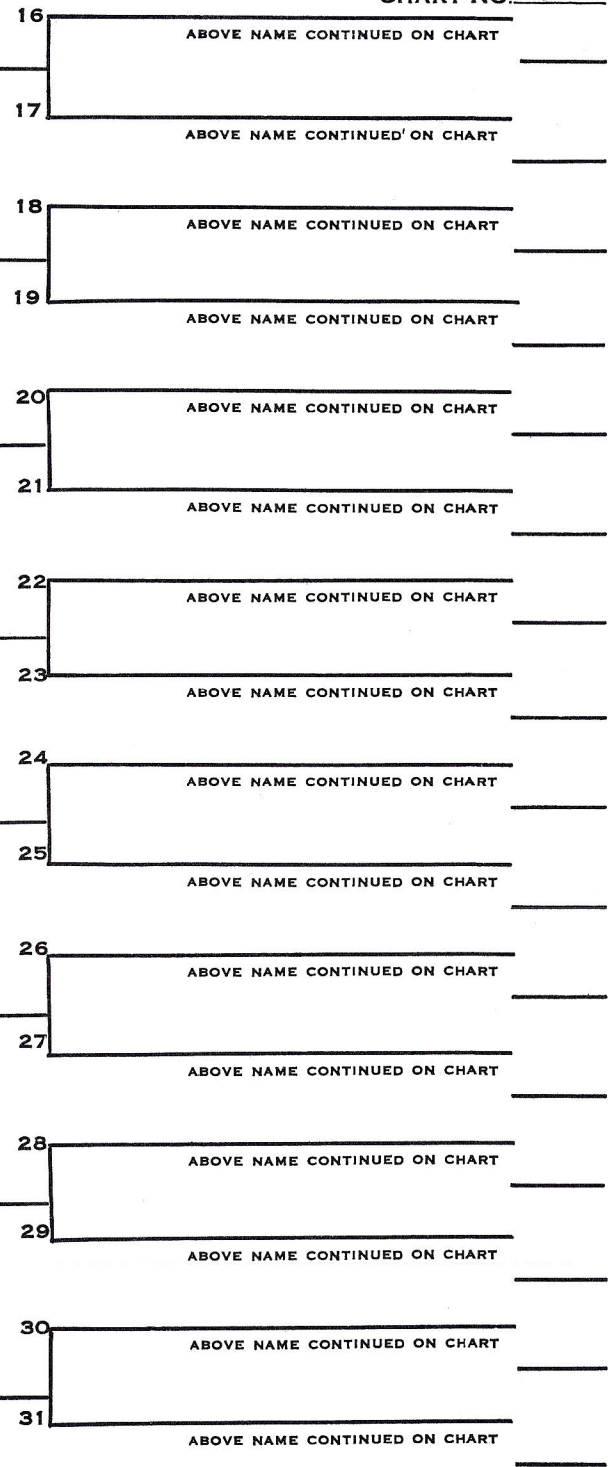 CHART NO.
16
ABOVE NAME CONTINUED ON CHART
17
ABOVE NAME CONTINUED' ON CHART
18
ABOVE NAME CONTINUED ON CHART
19
ABOVE NAME CONTINUED ON CHART
20
ABOVE NAME CONTINUED ON CHART
21
ABOVE NAME CONTINUED ON CHART
22
ABOVE NAME CONTINUED ON CHART
23
ABOVE NAME CONTINUED ON CHART
24
ABOVE NAME CONTINUED ON CHART
25
ABOVE NAME CONTINUED ON CHART
26
ABOVE NAME CONTINUED ON CHART
27
ABOVE NAME CONTINUED ON CHART
28
ABOVE NAME CONTINUED ON CHART
29
ABOVE NAME CONTINUED ON CHART
30
ABOVE NAME CONTINUED ON CHART
31
ABOVE NAME CONTINUED ON CHART